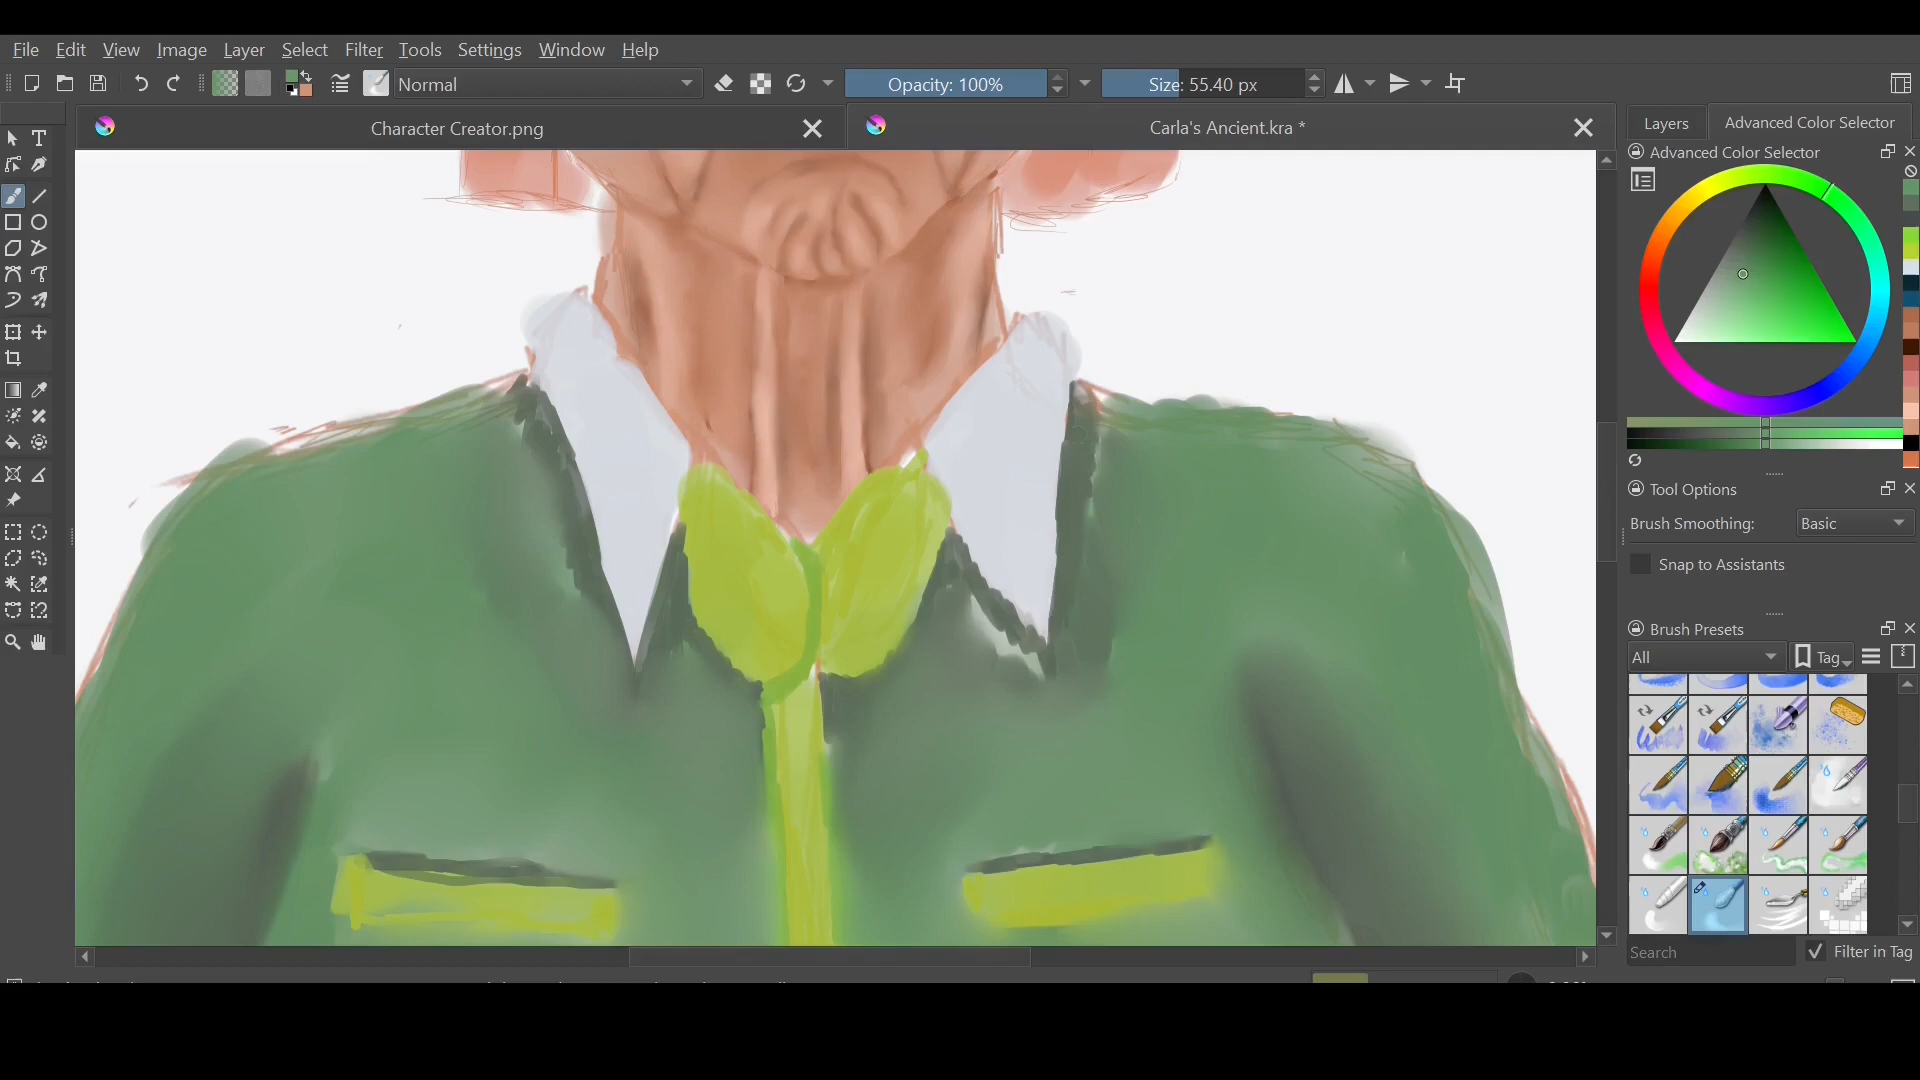 File Edit View Image Layer Select Filter Tools Settings Window Help
Normal Opacity: 100% Size: 55.40 px
Character Creator.png Carla's Ancient.kra * Layers Advanced Color Selector
Advanced Color Selector
Tool Options
Brush Smoothing: Basic
Snap to Assistants
Brush Presets
All Tag
Search Filter in Tag